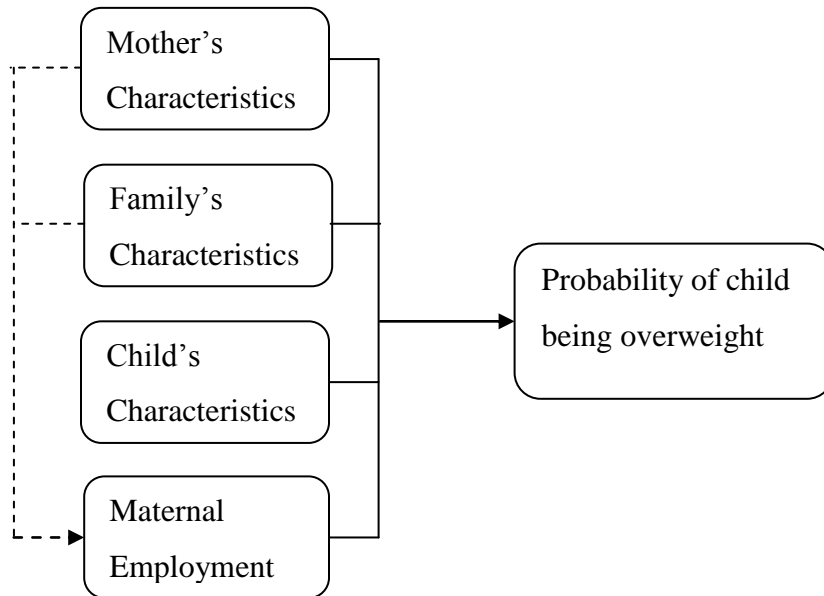 Mother’s
Characteristics
Family’s
Characteristics
Child’s
Characteristics
Maternal
Employment
Probability of child
being overweight